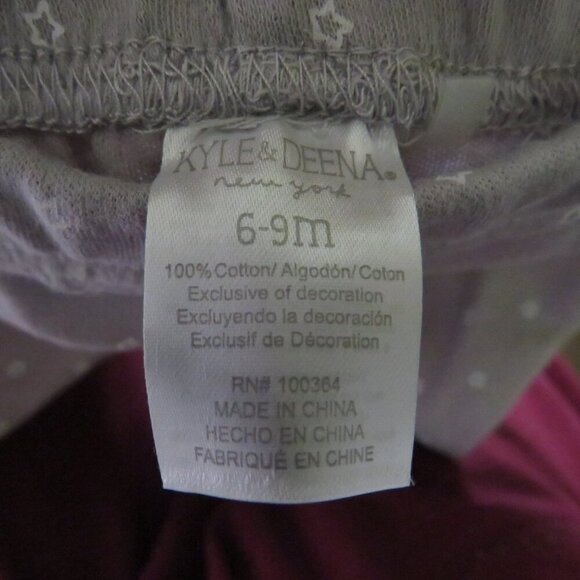 KYLE & DEENA®
new york
6-9m
100% Cotton/ Algodón/ Coton
Exclusive of decoration
Excluyendo la decoración
Exclusif de Décoration
RN# 100364
MADE IN CHINA
HECHO EN CHINA
FABRIQUÉ EN CHINE